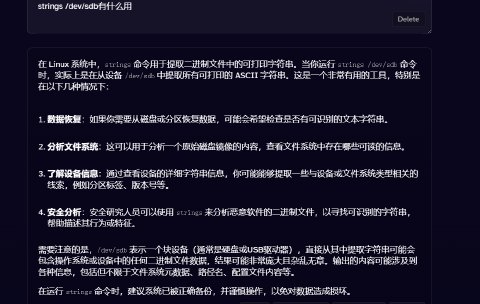 strings /dev/sdb有什么用
Delete
在 Linux 系统中，strings 命令用于提取二进制文件中的可打印字符串。当你运行 strings /dev/sdb 命令
时，实际上是在从设备 /dev/sdb 中提取所有可打印的 ASCII 字符串。这是一个非常有用的工具，特别是
在以下几种情况下：
1. 数据恢复：如果你需要从磁盘或分区恢复数据，可能会希望检查是否有可识别的文本字符串。
2. 分析文件系统：这可以用于分析一个原始磁盘镜像的内容，查看文件系统中存在哪些可读的信息。
3. 了解设备信息：通过查看设备的详细字符串信息，你可能能够提取一些与设备或文件系统类型相关的
线索，例如分区标签、版本号等。
4. 安全分析：安全研究人员可以使用 strings 来分析恶意软件的二进制文件，以寻找可识别的字符串，
帮助描述其行为或特征。
需要注意的是，/dev/sdb 表示一个块设备（通常是硬盘或USB驱动器），直接从其中提取字符串可能会
包含操作系统或设备中的任何二进制文件数据，结果可能非常庞大且杂乱无章。输出的内容可能涉及到
各种信息，包括但不限于文件系统元数据、路径名、配置文件内容等。
在运行 strings 命令时，建议系统已被正确备份，并谨慎操作，以免对数据造成损坏。